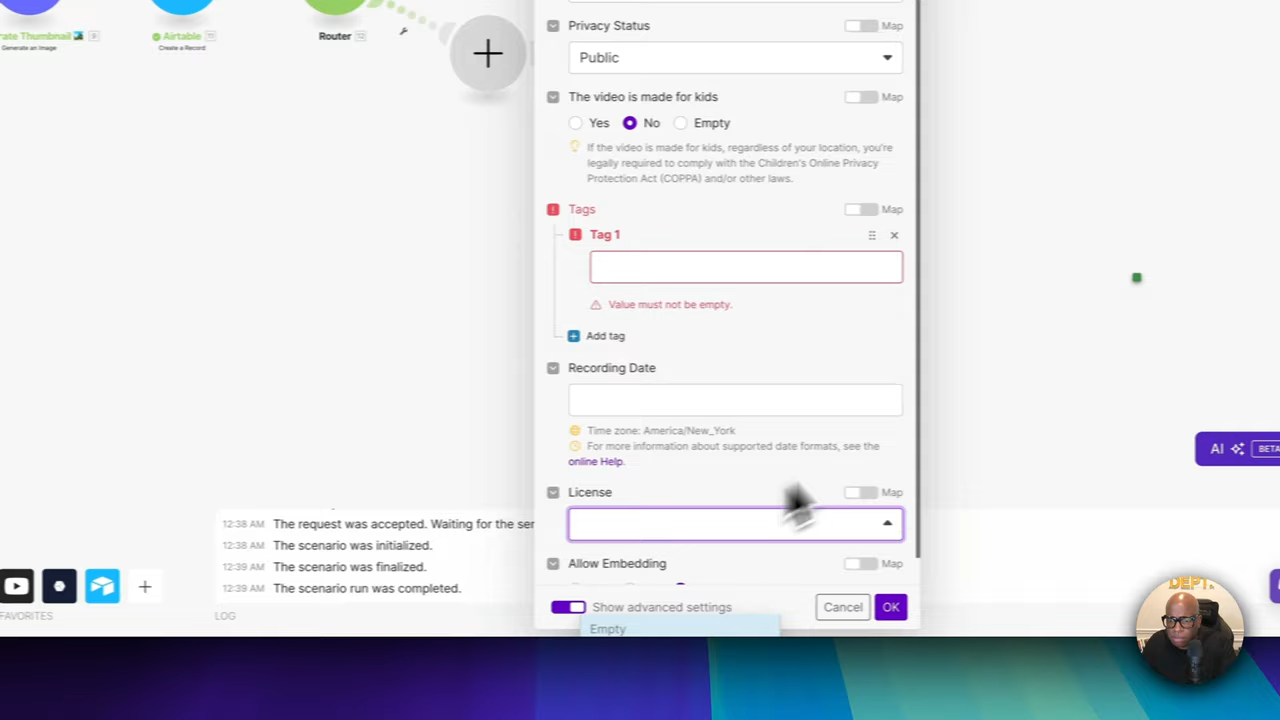 rate Thumbnail
9
Generate an Image
Airtable
11
Create a Record
Router
12
Privacy Status
Map
Public
The video is made for kids
Map
Yes
No
Empty
If the video is made for kids, regardless of your location, you're
legally required to comply with the Children's Online Privacy
Protection Act (COPPA) and/or other laws.
Tags
Map
Tag 1
Value must not be empty.
Add tag
Recording Date
Time zone: America/New_York
For more information about supported date formats, see the
online Help.
License
Map
Allow Embedding
Map
Show advanced settings
Cancel
OK
Empty
AI
BETA
12:38 AM The request was accepted. Waiting for the ser
12:38 AM The scenario was initialized.
12:39 AM The scenario was finalized.
12:39 AM The scenario run was completed.
FAVORITES
LOG
DEPT